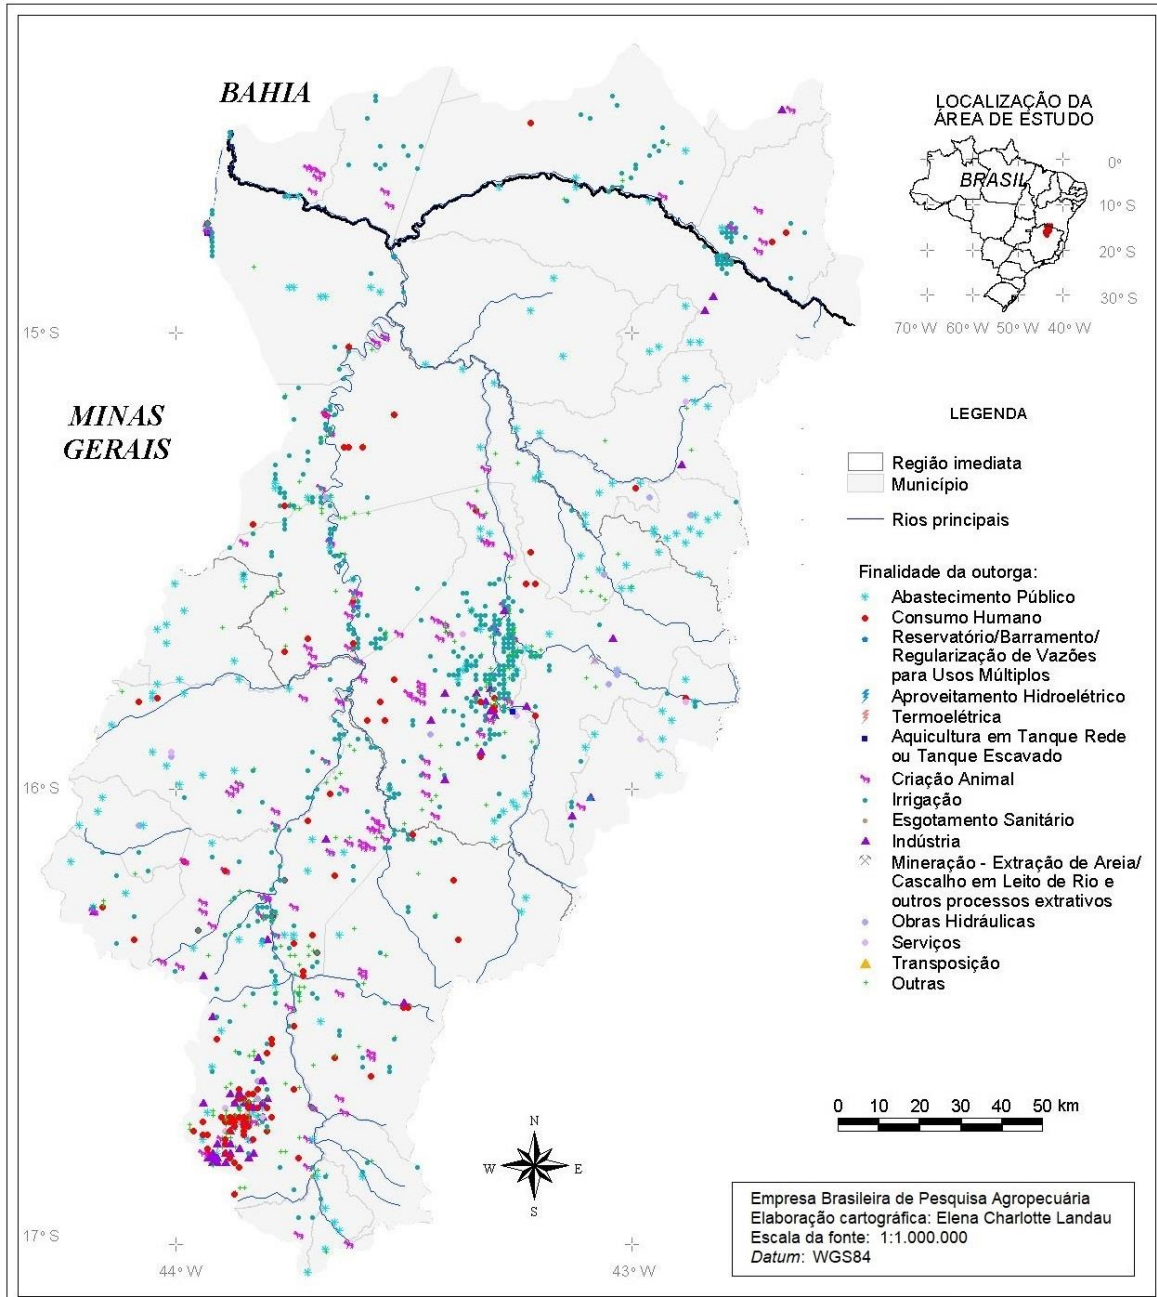 BAHIA
LOCALIZAÇÃO DA
ÁREA DE ESTUDO
BRASIL
0°
10° S
20° S
30° S
70° W 60° W 50° W 40° W
15° S
MINAS
GERAIS
LEGENDA
Região imediata
Município
Rios principais
Finalidade da outorga:
Abastecimento Público
Consumo Humano
Reservatório/Barramento/
Regularização de Vazões
para Usos Múltiplos
Aproveitamento Hidroelétrico
Termoelétrica
Aquicultura em Tanque Rede
ou Tanque Escavado
Criação Animal
Irrigação
Esgotamento Sanitário
Indústria
Mineração - Extração de Areia/
Cascalho em Leito de Rio e
outros processos extrativos
Obras Hidráulicas
Serviços
Transposição
Outras
16° S
0 10 20 30 40 50 km
N
W E
S
17° S
44° W 43° W
Empresa Brasileira de Pesquisa Agropecuária
Elaboração cartográfica: Elena Charlotte Landau
Escala da fonte: 1:1.000.000
Datum: WGS84